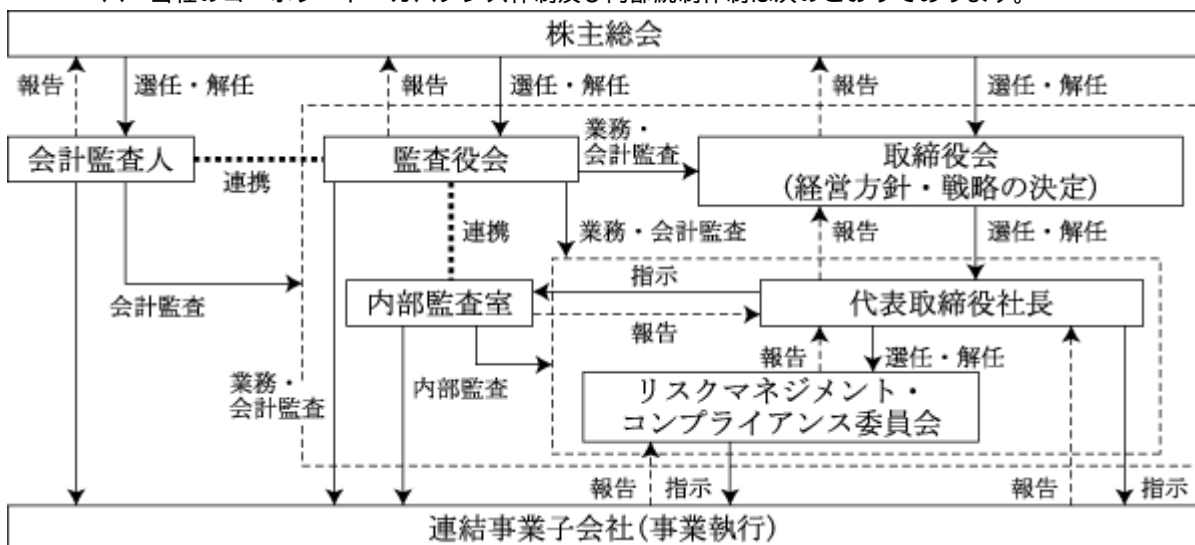 株主総会
報告
選任・解任
報告
選任・解任
報告
選任・解任
業務・
会計監査
会計監査人
連携
監査役会
取締役会
(経営方針・戦略の決定)
連携
業務・会計監査
報告
選任・解任
会計監査
内部監査室
指示
報告
代表取締役社長
業務・
会計監査
内部監査
報告
選任・解任
リスクマネジメント・
コンプライアンス委員会
報告
指示
報告
指示
連結事業子会社(事業執行)